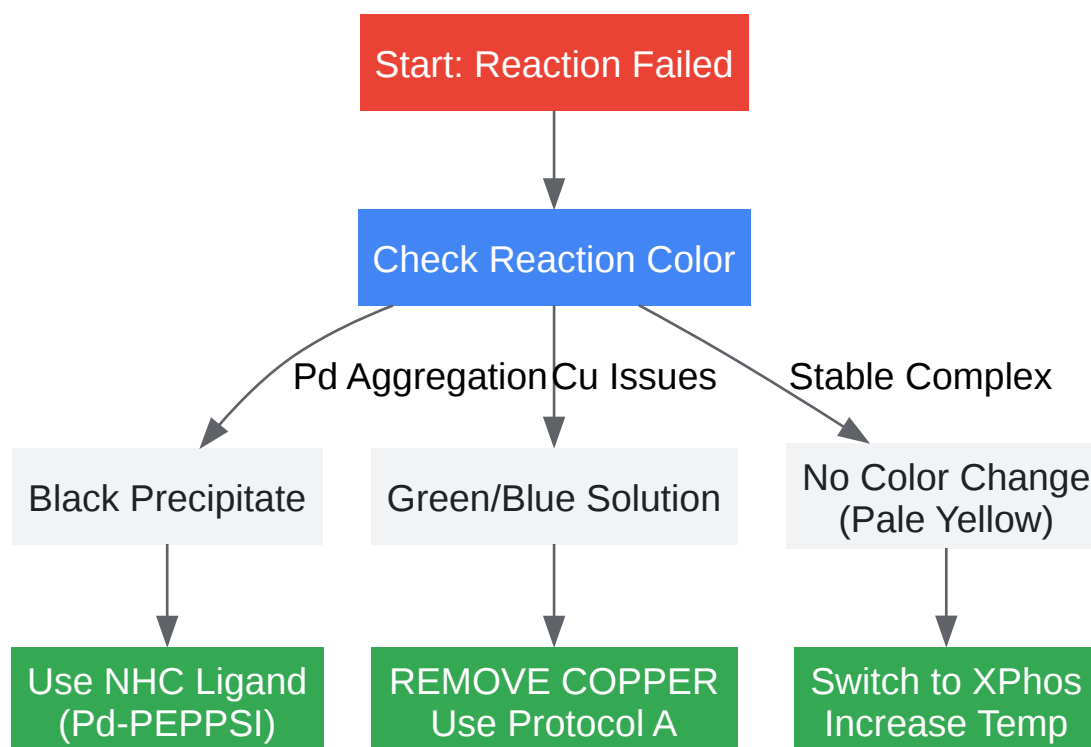 Start: Reaction Failed
Check Reaction Color
Pd Aggregation
Cu Issues
Stable Complex
Black Precipitate
Green/Blue Solution
No Color Change
(Pale Yellow)
Use NHC Ligand
(Pd-PEPPSI)
REMOVE COPPER
Use Protocol A
Switch to XPhos
Increase Temp